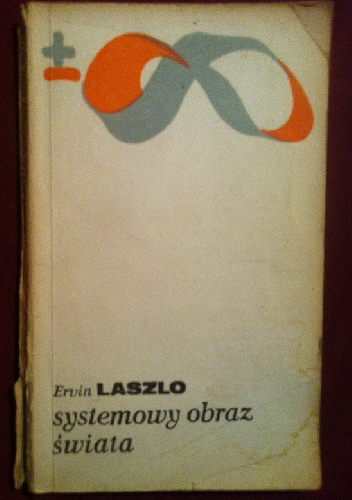 ±
Ervin LASZLO
systemowy obraz
świata